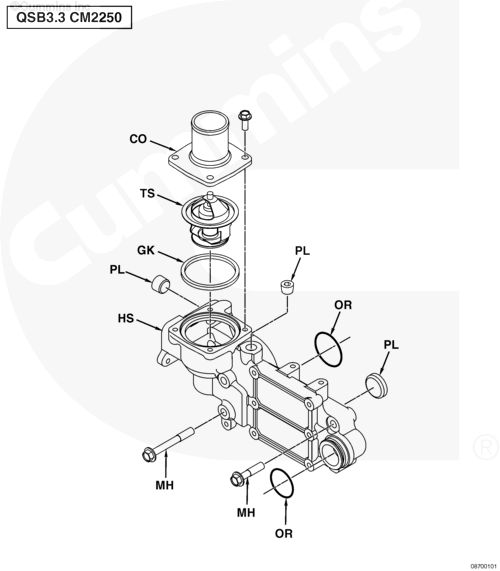 ©Cummins Inc
QSB3.3 CM2250
Cummins
®
CO
TS
GK
PL
PL
HS
OR
PL
MH
MH
OR
08700101